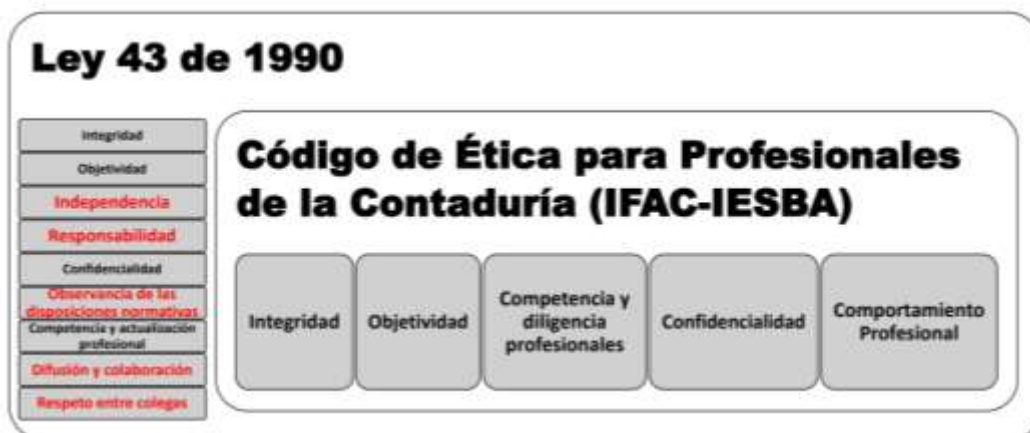 Ley 43 de 1990
Integridad
Objetividad
Independencia
Responsabilidad
Confidencialidad
Observancia de las
disposiciones normativas
Competencia y actualización
profesional
Difusión y colaboración
Respeto entre colegas
Código de Ética para Profesionales
de la Contaduría (IFAC-IESBA)
Integridad
Objetividad
Competencia y
diligencia
profesionales
Confidencialidad
Comportamiento
Profesional